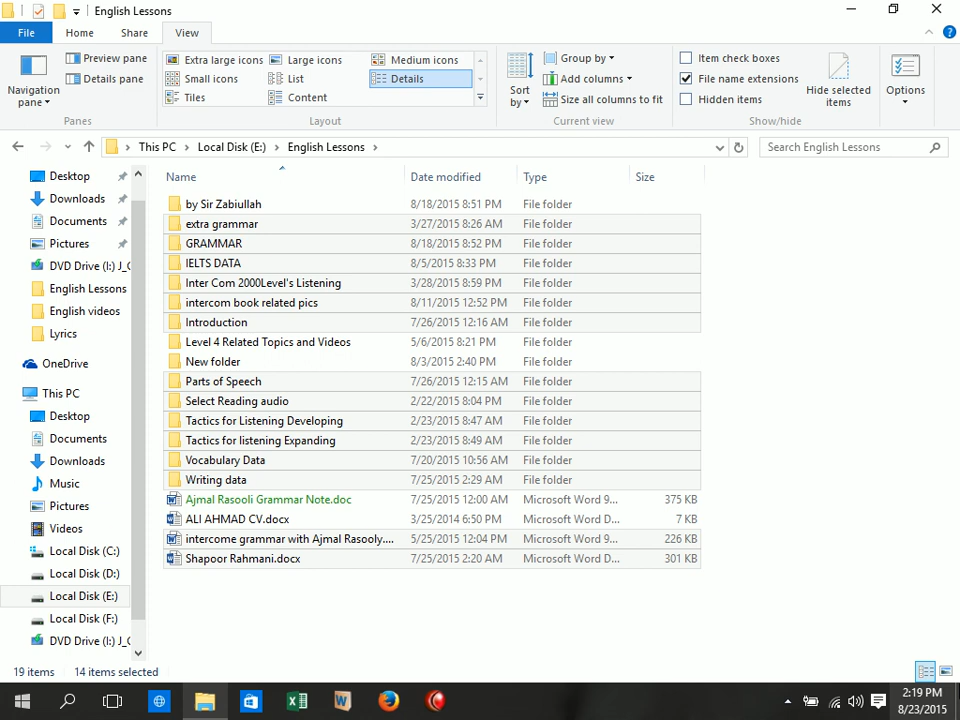 English Lessons
File Home Share View
Navigation pane
Preview pane
Details pane
Panes
Extra large icons Large icons Medium icons
Small icons List Details
Tiles Content
Layout
Sort by
Group by
Add columns
Size all columns to fit
Current view
Item check boxes
File name extensions
Hidden items
Hide selected items
Show/hide
Options
This PC Local Disk (E:) English Lessons
Search English Lessons
Desktop
Downloads
Documents
Pictures
DVD Drive (I:) J_C
English Lessons
English videos
Lyrics
OneDrive
This PC
Desktop
Documents
Downloads
Music
Pictures
Videos
Local Disk (C:)
Local Disk (D:)
Local Disk (E:)
Local Disk (F:)
DVD Drive (I:) J_C
Name Date modified Type Size
by Sir Zabiullah 8/18/2015 8:51 PM File folder
extra grammar 3/27/2015 8:26 AM File folder
GRAMMAR 8/18/2015 8:52 PM File folder
IELTS DATA 8/5/2015 8:33 PM File folder
Inter Com 2000Level's Listening 3/28/2015 8:59 PM File folder
intercom book related pics 8/11/2015 12:52 PM File folder
Introduction 7/26/2015 12:16 AM File folder
Level 4 Related Topics and Videos 5/6/2015 8:21 PM File folder
New folder 8/3/2015 2:40 PM File folder
Parts of Speech 7/26/2015 12:15 AM File folder
Select Reading audio 2/22/2015 8:04 PM File folder
Tactics for Listening Developing 2/23/2015 8:47 AM File folder
Tactics for listening Expanding 2/23/2015 8:49 AM File folder
Vocabulary Data 7/20/2015 10:56 AM File folder
Writing data 7/25/2015 2:29 AM File folder
Ajmal Rasooli Grammar Note.doc 7/25/2015 12:00 AM Microsoft Word 9... 375 KB
ALI AHMAD CV.docx 3/25/2014 6:50 PM Microsoft Word D... 7 KB
intercome grammar with Ajmal Rasooly.... 5/25/2015 12:04 PM Microsoft Word 9... 226 KB
Shapoor Rahmani.docx 7/25/2015 2:20 AM Microsoft Word D... 301 KB
19 items 14 items selected
2:19 PM
8/23/2015